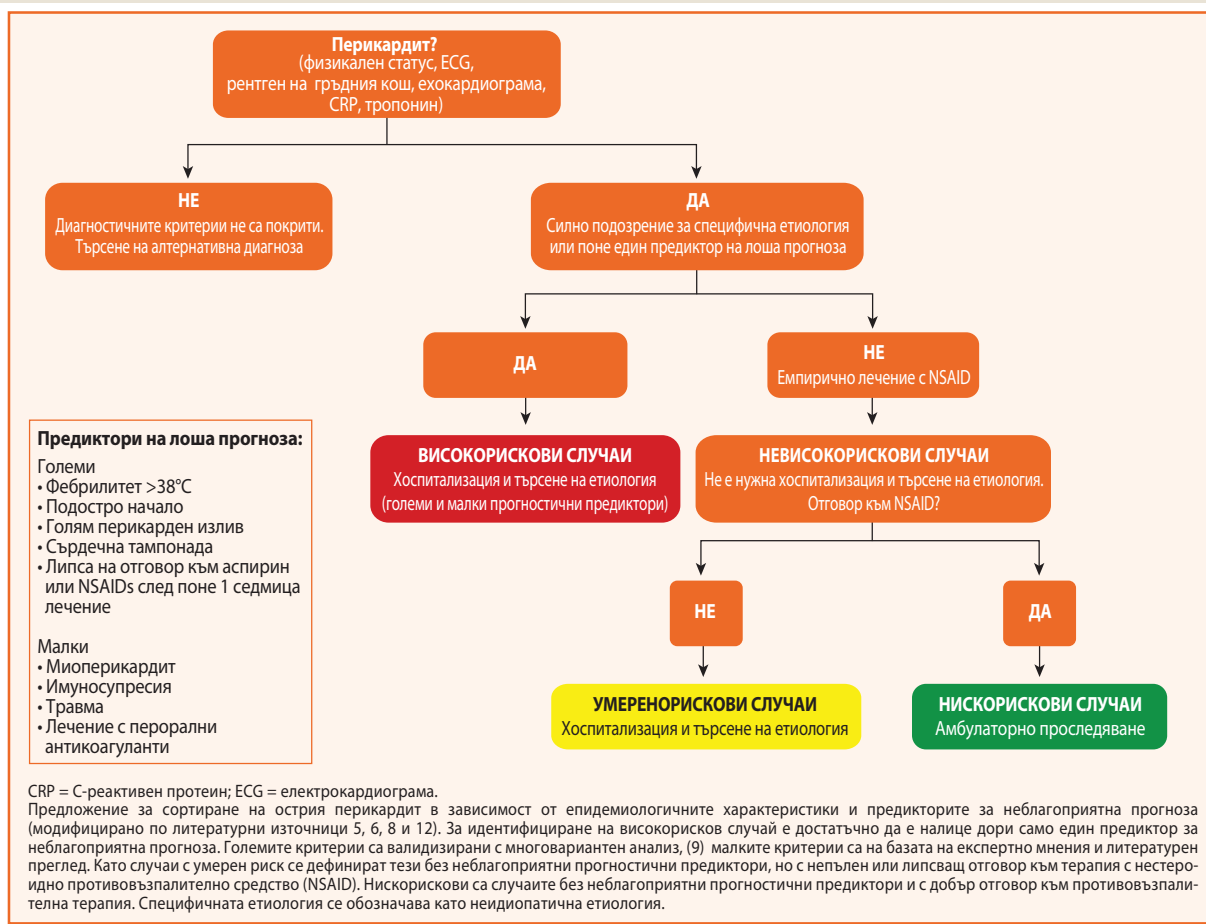 Перикардит?
(физикален статус, ECG,
рентген на гръдния кош, ехокардиограма,
CRP, тропонин)
НЕ
Диагностичните критерии не са покрити.
Търсене на алтернативна диагноза
ДА
Силно подозрение за специфична етиология
или поне един предиктор на лоша прогноза
ДА
НЕ
Емпирично лечение с NSAID
ВИСОКОРИСКОВИ СЛУЧАИ
Хоспитализация и търсене на етиология
(големи и малки прогностични предиктори)
НЕВИСОКОРИСКОВИ СЛУЧАИ
Не е нужна хоспитализация и търсене на етиология.
Отговор към NSAID?
НЕ
ДА
УМЕРЕНОРИСКОВИ СЛУЧАИ
Хоспитализация и търсене на етиология
НИСКОРИСКОВИ СЛУЧАИ
Амбулаторно проследяване
Предиктори на лоша прогноза:
Големи
• Фебрилитет >38°C
• Подостро начало
• Голям перикарден излив
• Сърдечна тампонада
• Липса на отговор към аспирин
или NSAIDs след поне 1 седмица
лечение
Малки
• Миоперикардит
• Имуносупресия
• Травма
• Лечение с перорални
антикоагуланти
CRP = С-реактивен протеин; ECG = електрокардиограма.
Предложение за сортиране на острия перикардит в зависимост от епидемиологичните характеристики и предикторите за неблагоприятна прогноза
(модифицирано по литературни източници 5, 6, 8 и 12). За идентифициране на високорисков случай е достатъчно да е налице дори само един предиктор за
неблагоприятна прогноза. Големите критерии са валидизирани с многовариантен анализ, (9) малките критерии са на базата на експертно мнения и литературен
преглед. Като случаи с умерен риск се дефинират тези без неблагоприятни прогностични предиктори, но с непълен или липсващ отговор към терапия с нестеро-
идно противовъзпалително средство (NSAID). Нискорискови са случаите без неблагоприятни прогностични предиктори и с добър отговор към противовъзпали-
телна терапия. Специфичната етиология се обозначава като неидиопатична етиология.